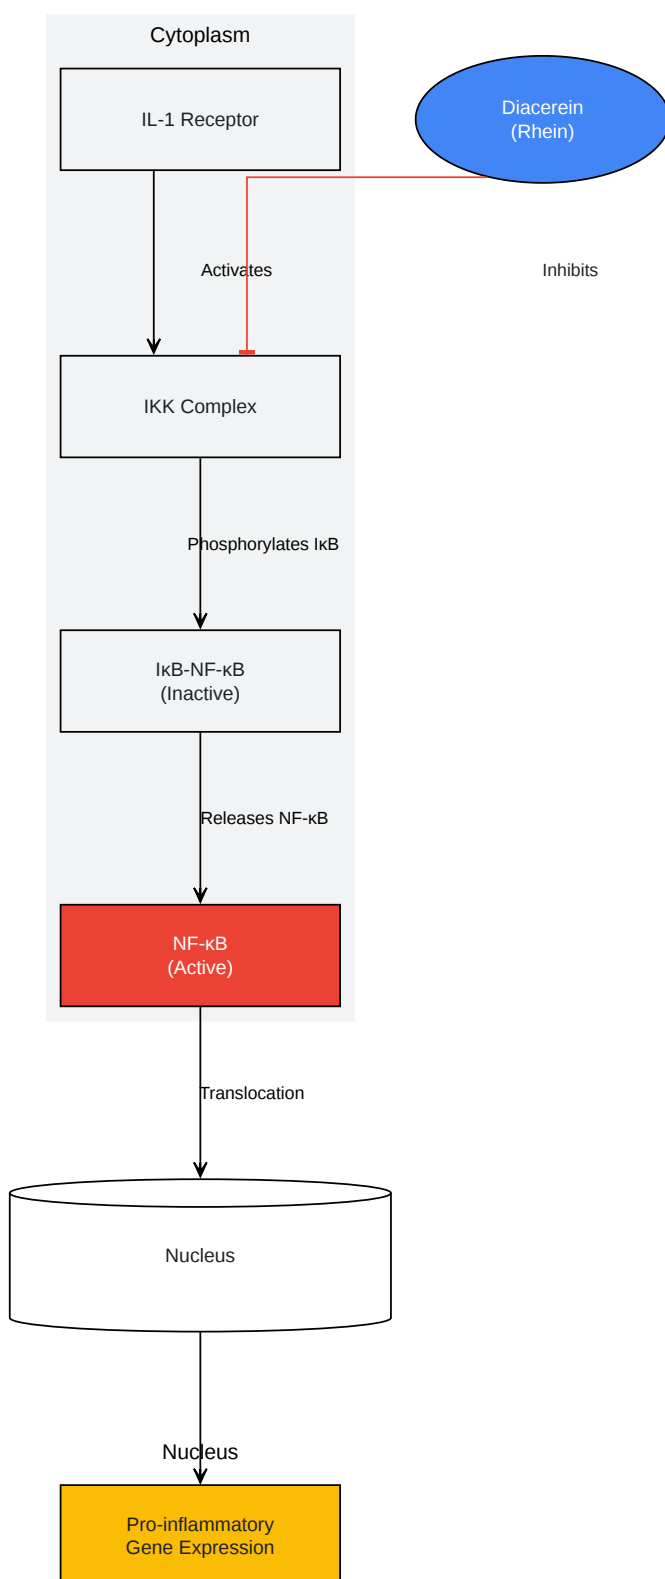 Cytoplasm
IL-1 Receptor
Diacerein
(Rhein)
Activates
Inhibits
IKK Complex
Phosphorylates IκB
IκB-NF-κB
(Inactive)
Releases NF-κB
NF-κB
(Active)
Translocation
Nucleus
Nucleus
Pro-inflammatory
Gene Expression